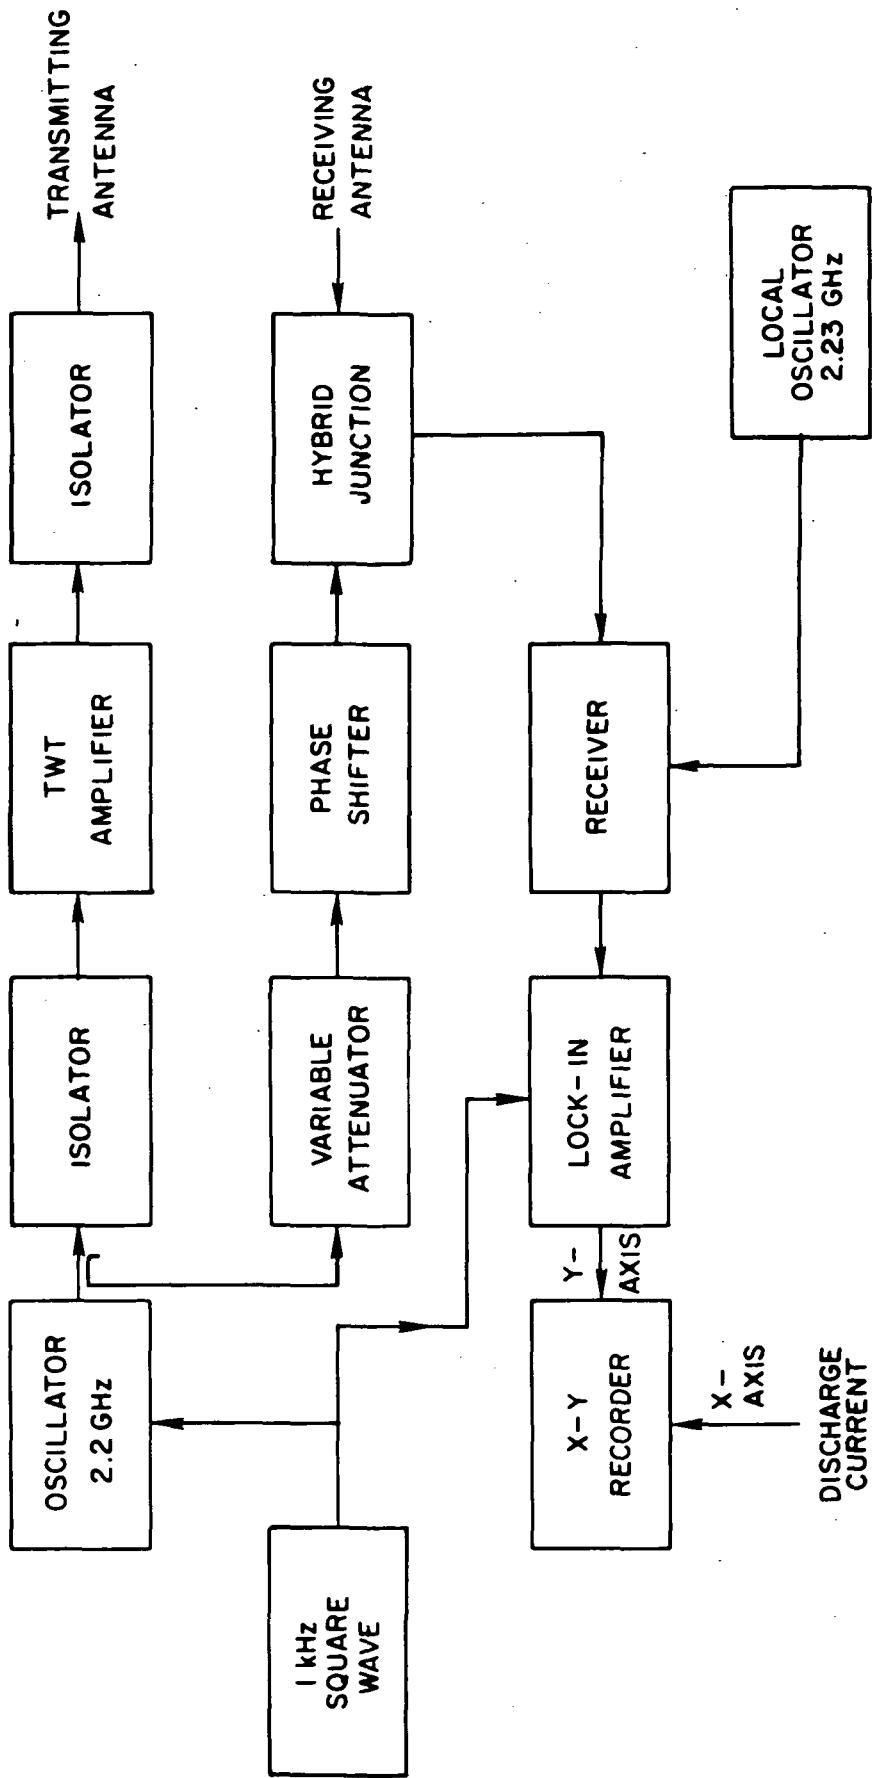 OSCILLATOR
2.2 GHz
ISOLATOR
TWT
AMPLIFIER
ISOLATOR
TRANSMITTING
ANTENNA
1 kHz
SQUARE
WAVE
VARIABLE
ATTENUATOR
PHASE
SHIFTER
HYBRID
JUNCTION
RECEIVING
ANTENNA
X-Y
RECORDER
Y-
AXIS
LOCK-IN
AMPLIFIER
RECEIVER
X-
AXIS
DISCHARGE
CURRENT
LOCAL
OSCILLATOR
2.23 GHz